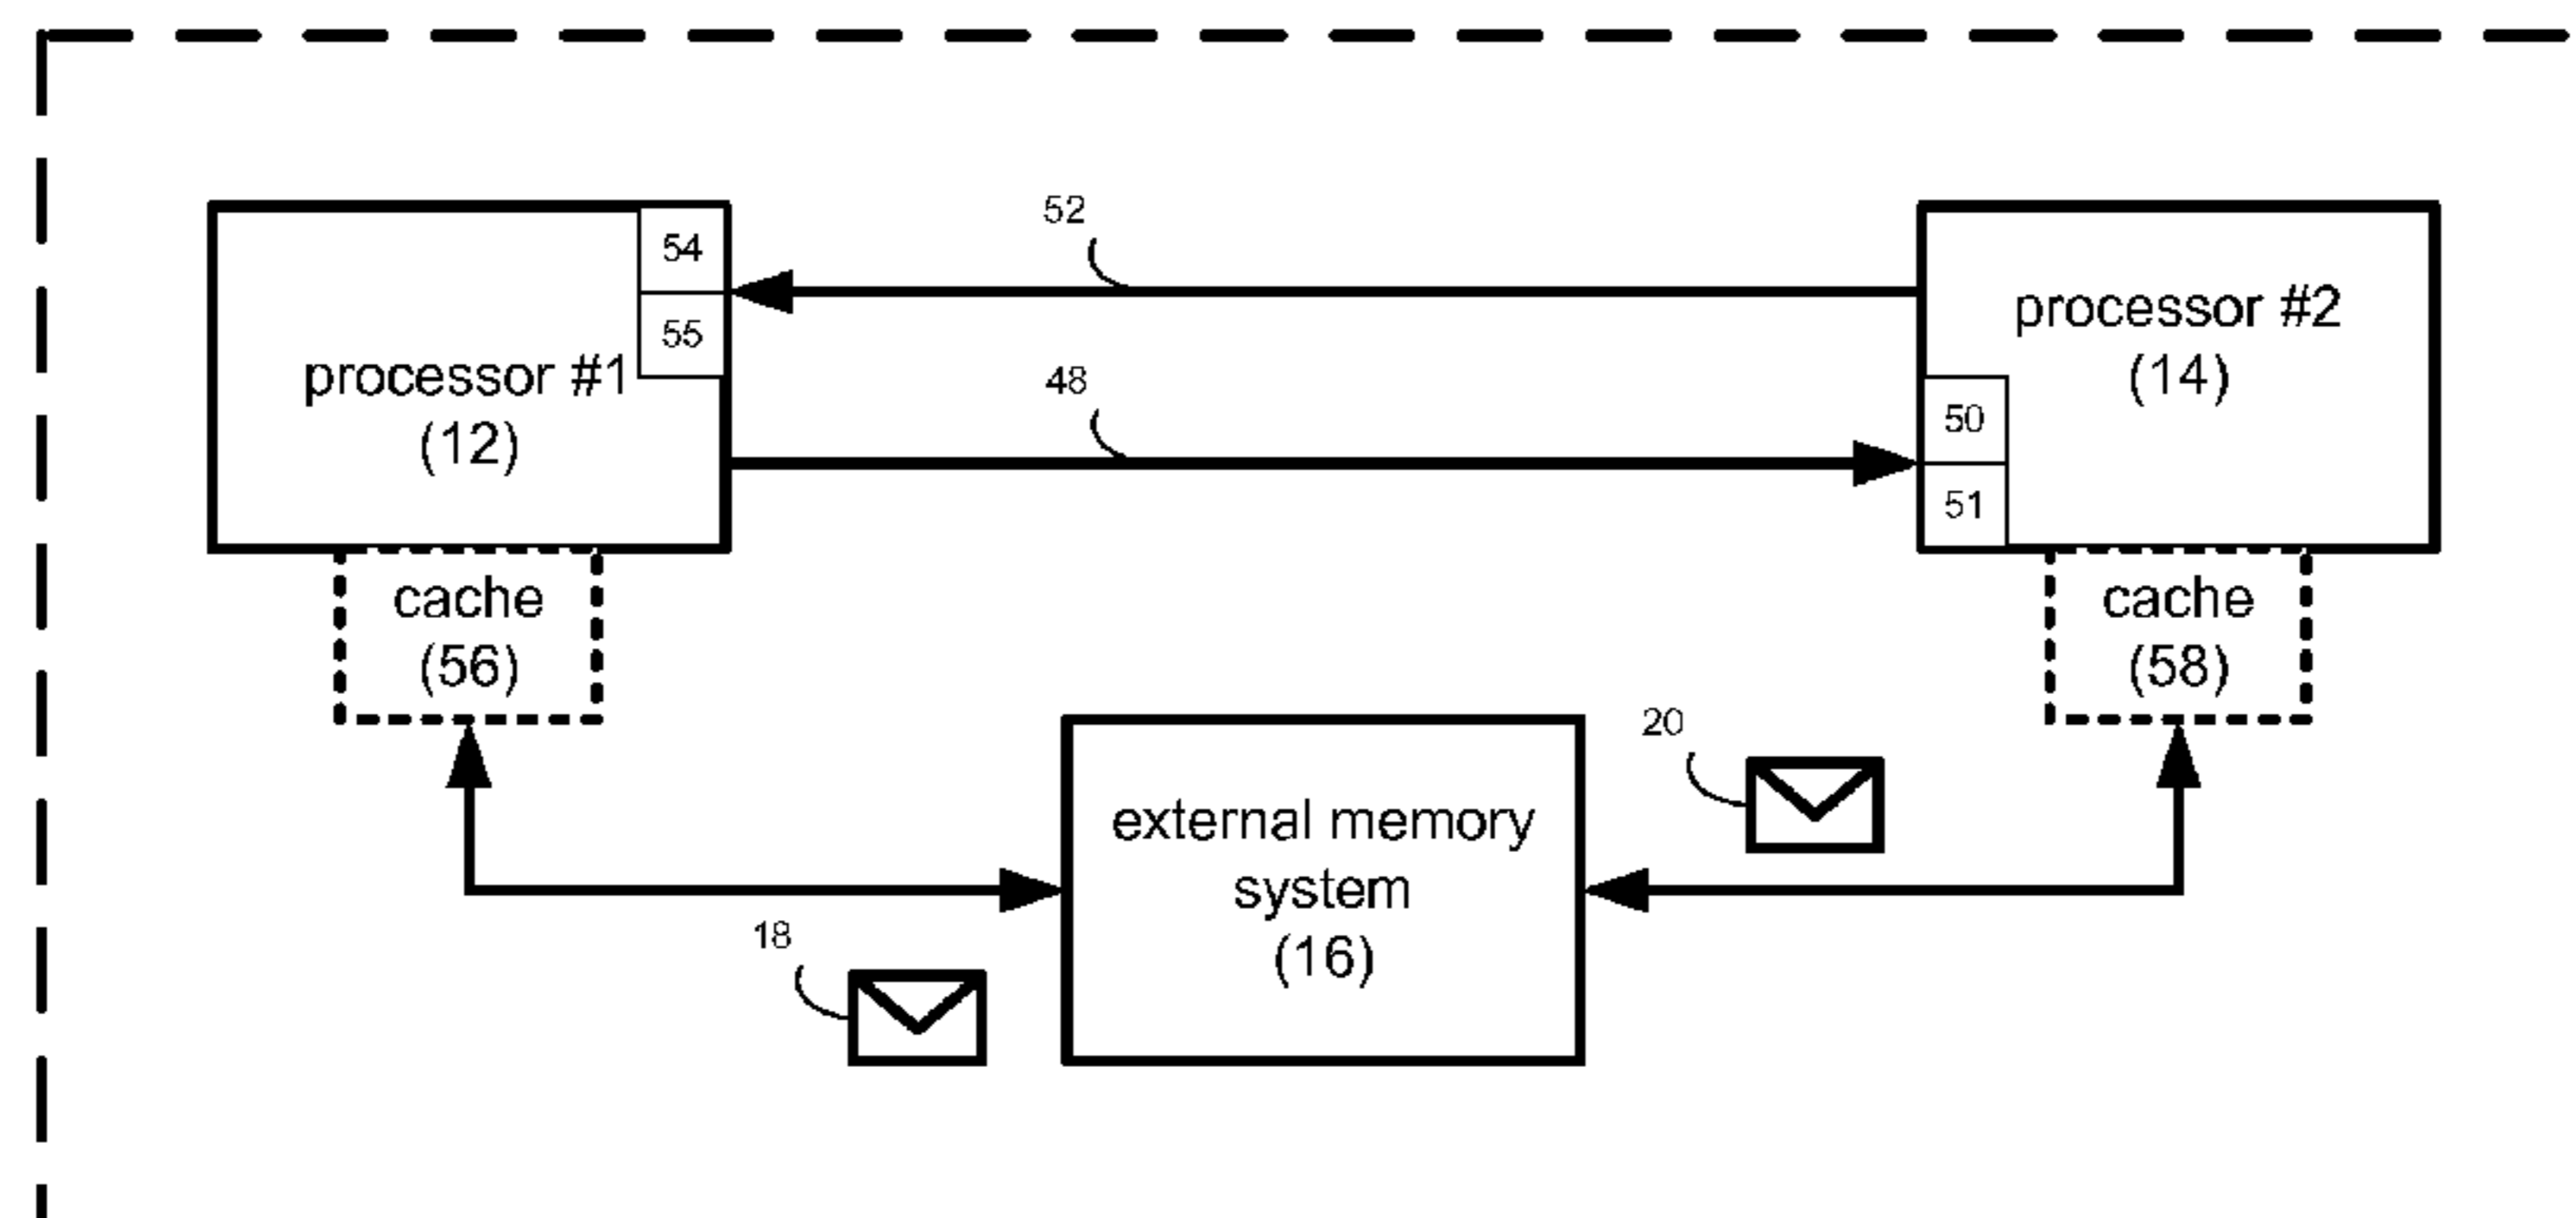 52
54
55
processor #1
(12)
48
processor #2
(14)
50
51
cache
(56)
cache
(58)
20
external memory
system
(16)
18